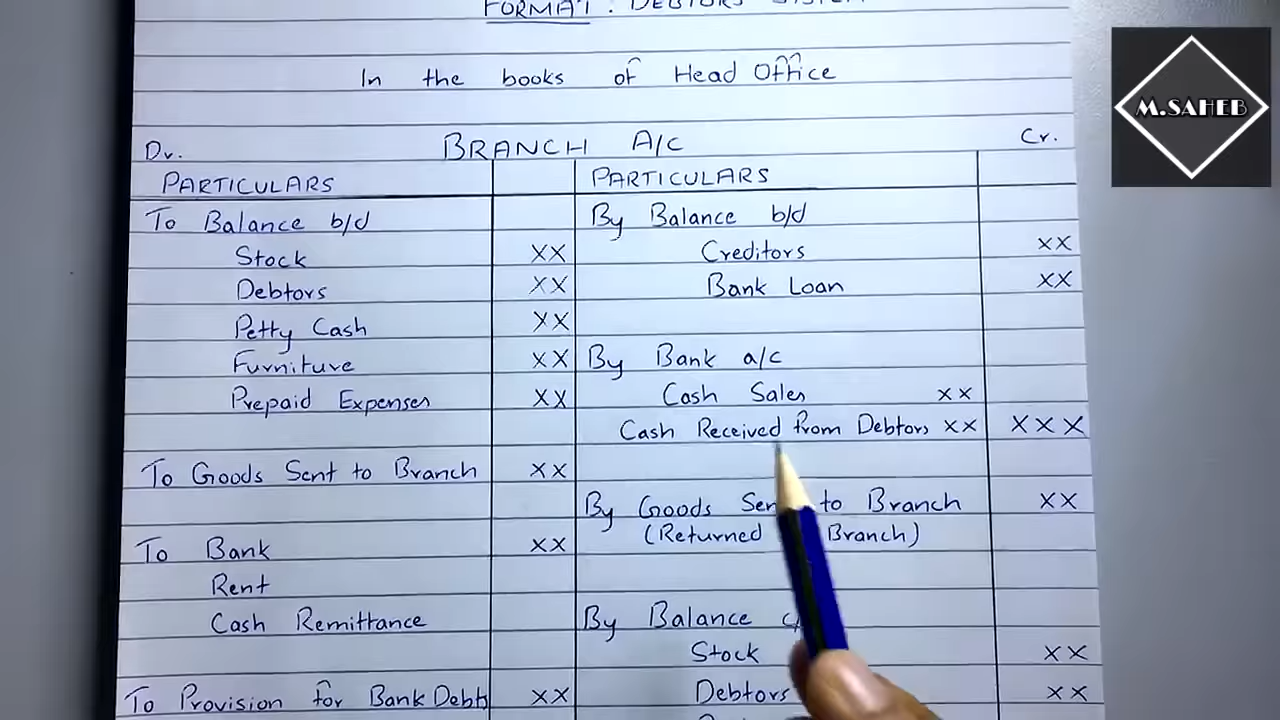 FORMAT : DEBTORS SYSTEM
In the books of Head Office
Dr. BRANCH A/C Cr.
PARTICULARS PARTICULARS
To Balance b/d
Stock XX
Debtors XX
Petty Cash XX
Furniture XX
Prepaid Expenses XX
To Goods Sent to Branch XX
To Bank XX
Rent
Cash Remittance
To Provision for Bank Debts XX
By Balance b/d
Creditors XX
Bank Loan XX
By Bank a/c
Cash Sales XX
Cash Received from Debtors XX XXX
By Goods to Branch XX
(Returned Branch)
By Balance
Stock XX
Debtors XX
M.SAHEB